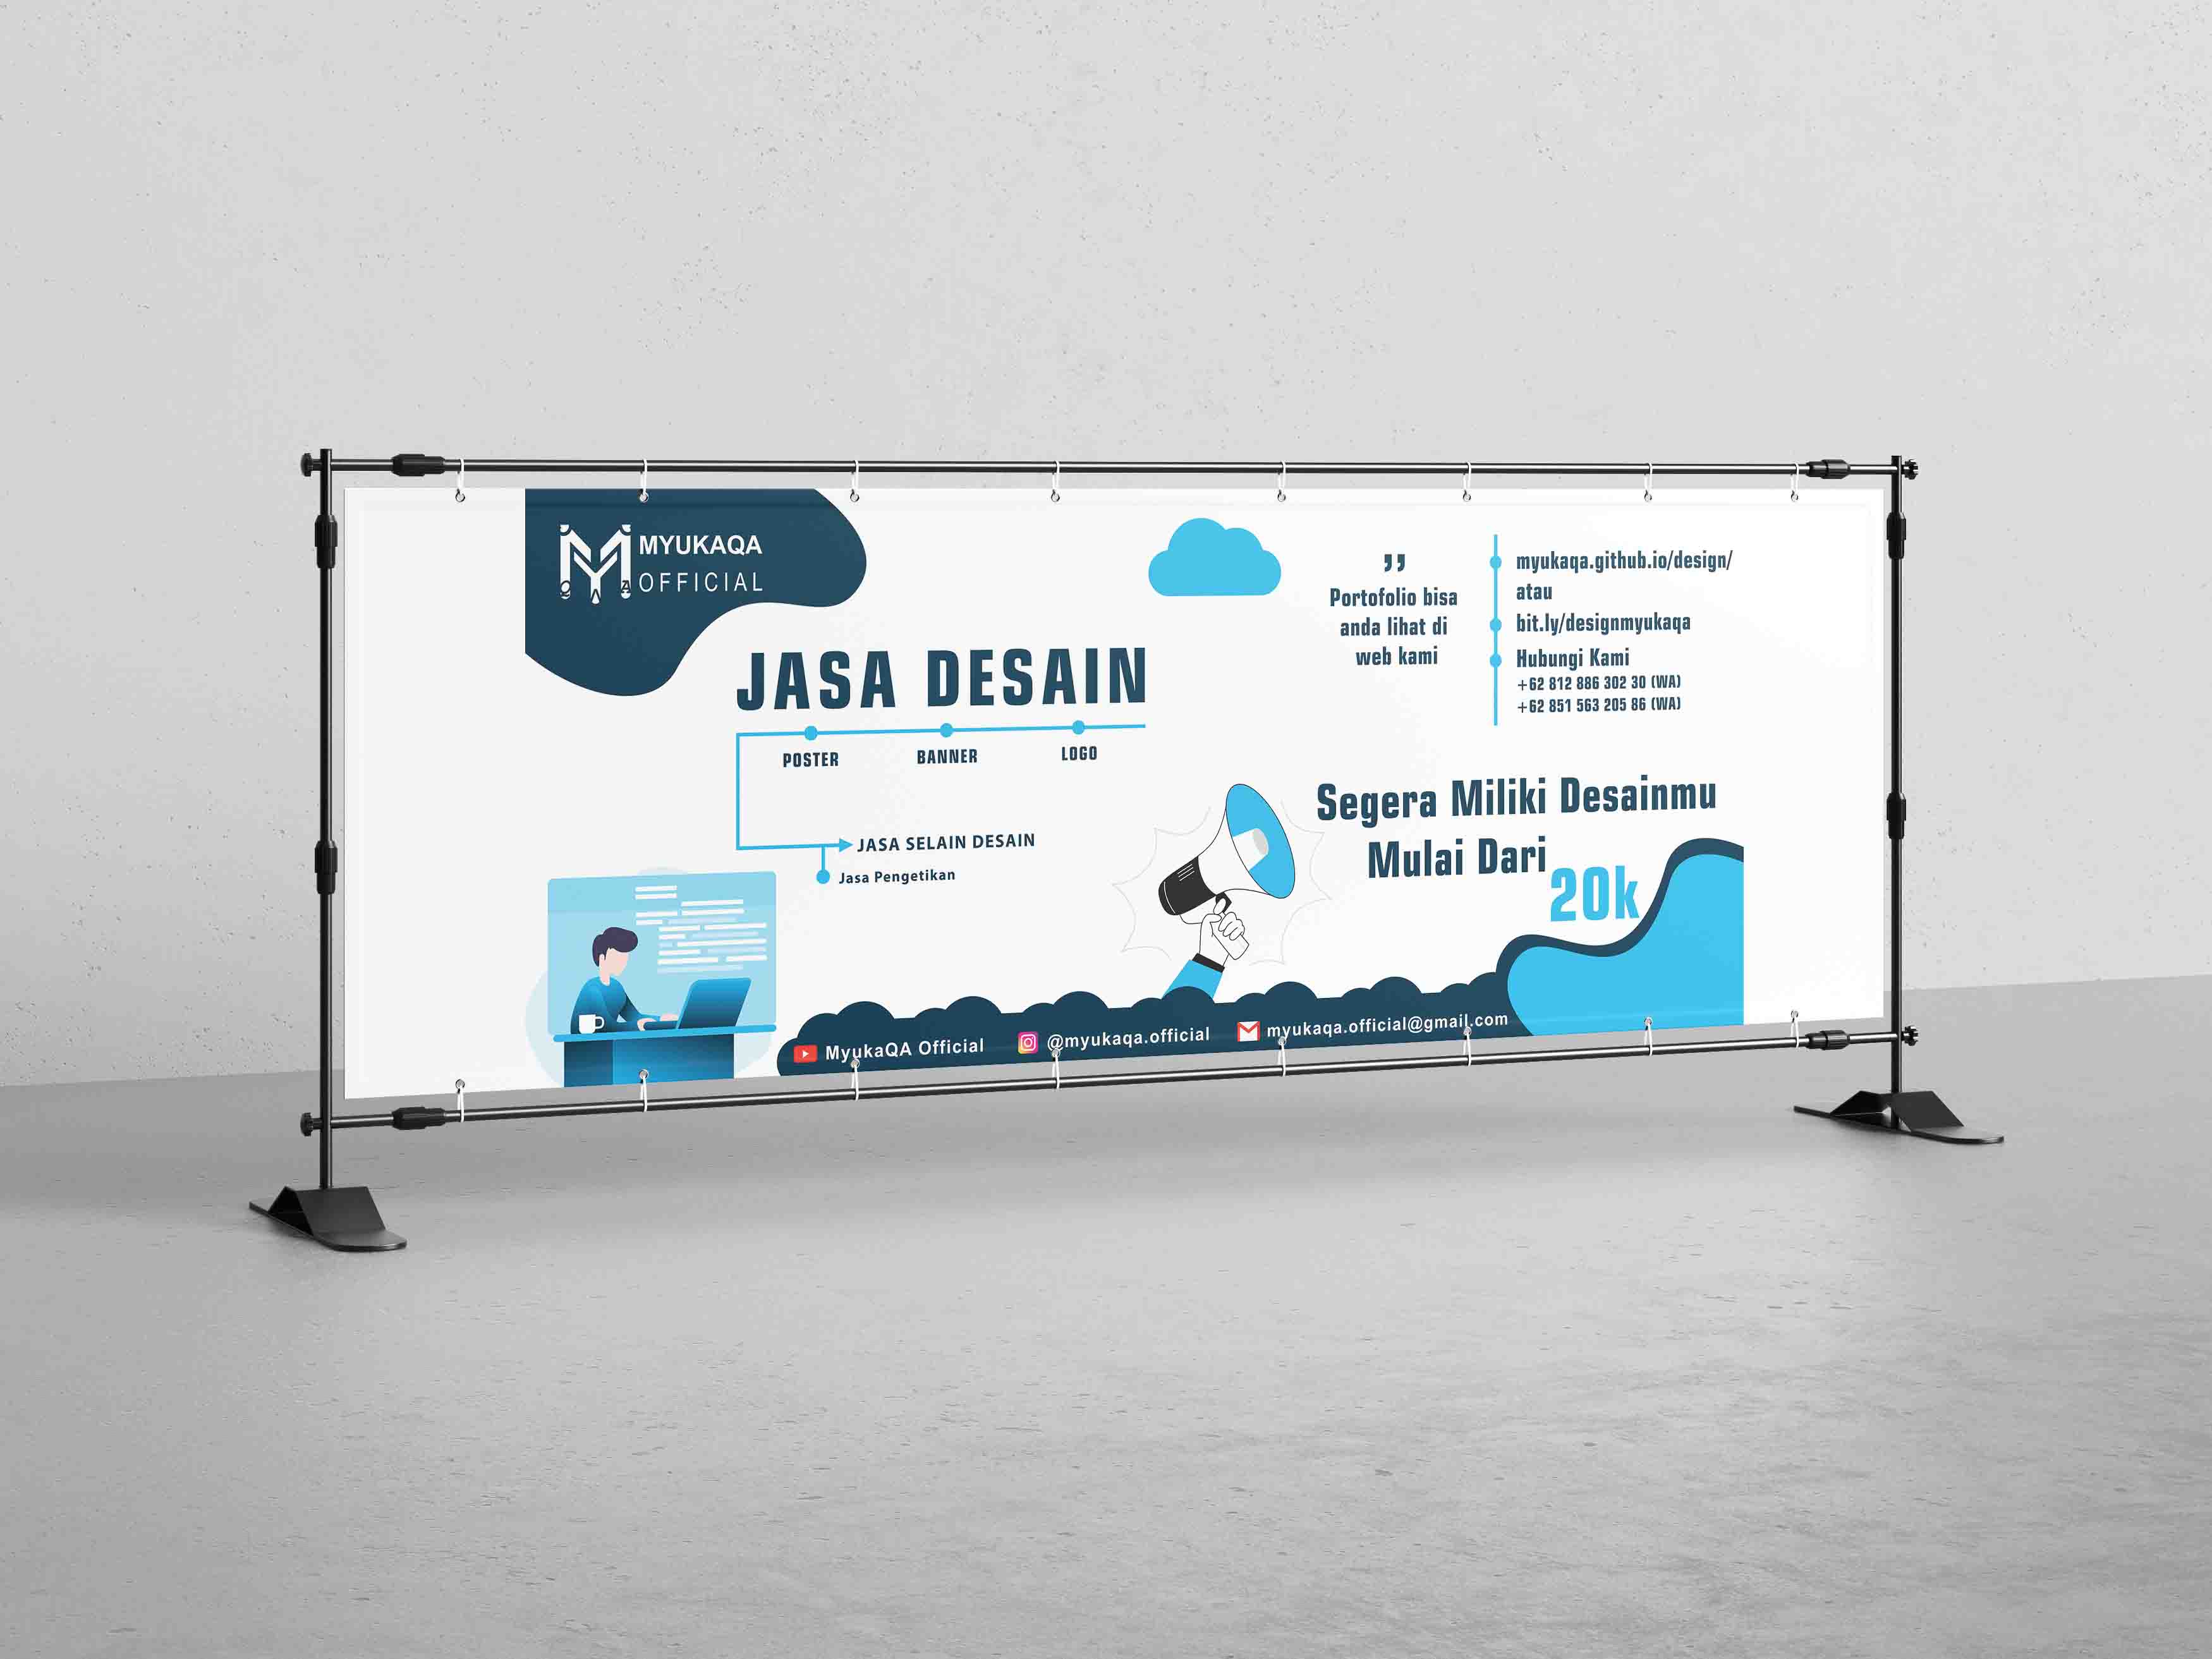 MYUKAQA
OFFICIAL
JASA DESAIN
POSTER
BANNER
LOGO
JASA SELAIN DESAIN
Jasa Pengetikan
”
Portofolio bisa
anda lihat di
web kami
myukaqa.github.io/design/
atau
bit.ly/designmyukaqa
Hubungi Kami
+62 812 886 302 30 (WA)
+62 851 563 205 86 (WA)
Segera Miliki Desainmu
Mulai Dari
20k
MyukaQA Official
@myukaqa.official
myukaqa.official@gmail.com